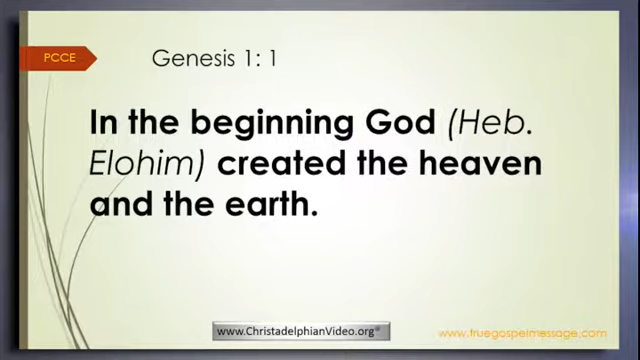 PCCE
Genesis 1: 1
In the beginning God (Heb.
Elohim) created the heaven
and the earth.
www.ChristadelphianVideo.org®
www.truegospelmessage.com